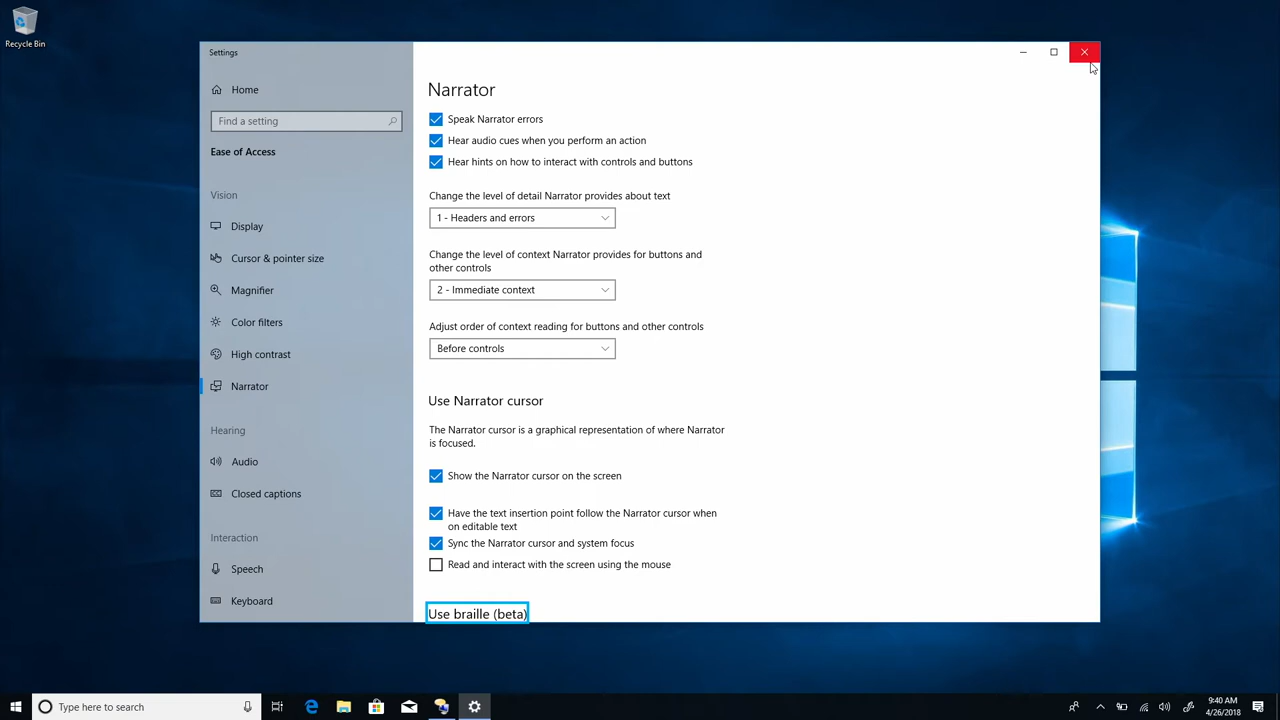 Recycle Bin
Settings
Home
Find a setting
Ease of Access
Vision
Display
Cursor & pointer size
Magnifier
Color filters
High contrast
Narrator
Hearing
Audio
Closed captions
Interaction
Speech
Keyboard
Narrator
Speak Narrator errors
Hear audio cues when you perform an action
Hear hints on how to interact with controls and buttons
Change the level of detail Narrator provides about text
1 - Headers and errors
Change the level of context Narrator provides for buttons and
other controls
2 - Immediate context
Adjust order of context reading for buttons and other controls
Before controls
Use Narrator cursor
The Narrator cursor is a graphical representation of where Narrator
is focused.
Show the Narrator cursor on the screen
Have the text insertion point follow the Narrator cursor when
on editable text
Sync the Narrator cursor and system focus
Read and interact with the screen using the mouse
Use braille (beta)
Type here to search
9:40 AM
4/26/2018